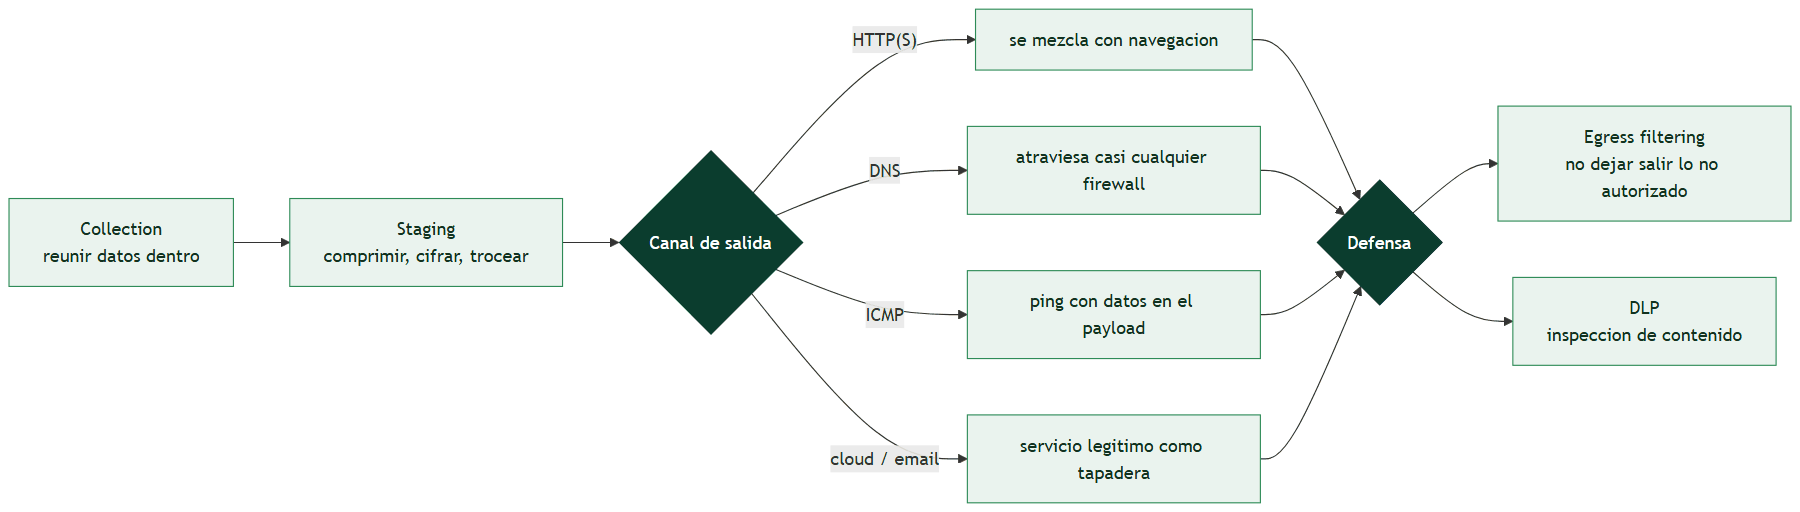 Collection
reunir datos dentro
Staging
comprimir, cifrar, trocear
Canal de salida
HTTP(S)
se mezcla con navegacion
DNS
atraviesa casi cualquier
firewall
ICMP
ping con datos en el
payload
cloud / email
servicio legitimo como
tapadera
Defensa
Egress filtering
no dejar salir lo no
autorizado
DLP
inspeccion de contenido